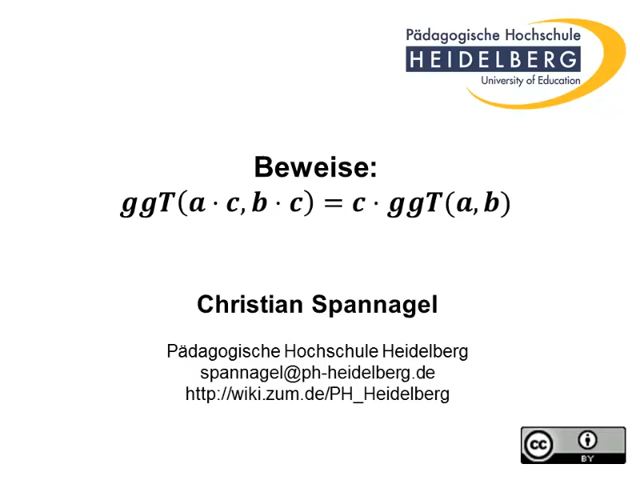 Pädagogische Hochschule
HEIDELBERG
University of Education
Beweise:
ggT(a · c, b · c) = c · ggT(a, b)
Christian Spannagel
Pädagogische Hochschule Heidelberg
spannagel@ph-heidelberg.de
http://wiki.zum.de/PH_Heidelberg
cc
BY